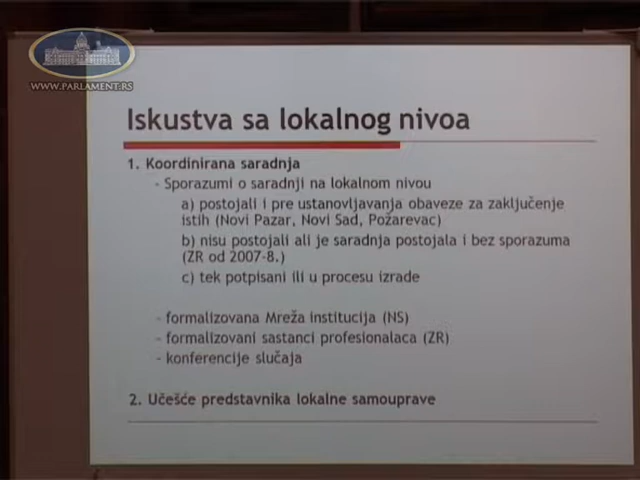 WWW.PARLAMENT.RS
Iskustva sa lokalnog nivoa
1. Koordinirana saradnja
- Sporazumi o saradnji na lokalnom nivou
a) postojali i pre ustanovljavanja obaveze za zaključenje
istih (Novi Pazar, Novi Sad, Požarevac)
b) nisu postojali ali je saradnja postojala i bez sporazuma
(ZR od 2007-8.)
c) tek potpisani ili u procesu izrade
- formalizovana Mreža institucija (NS)
- formalizovani sastanci profesionalaca (ZR)
- konferencije slučaja
2. Učešće predstavnika lokalne samouprave